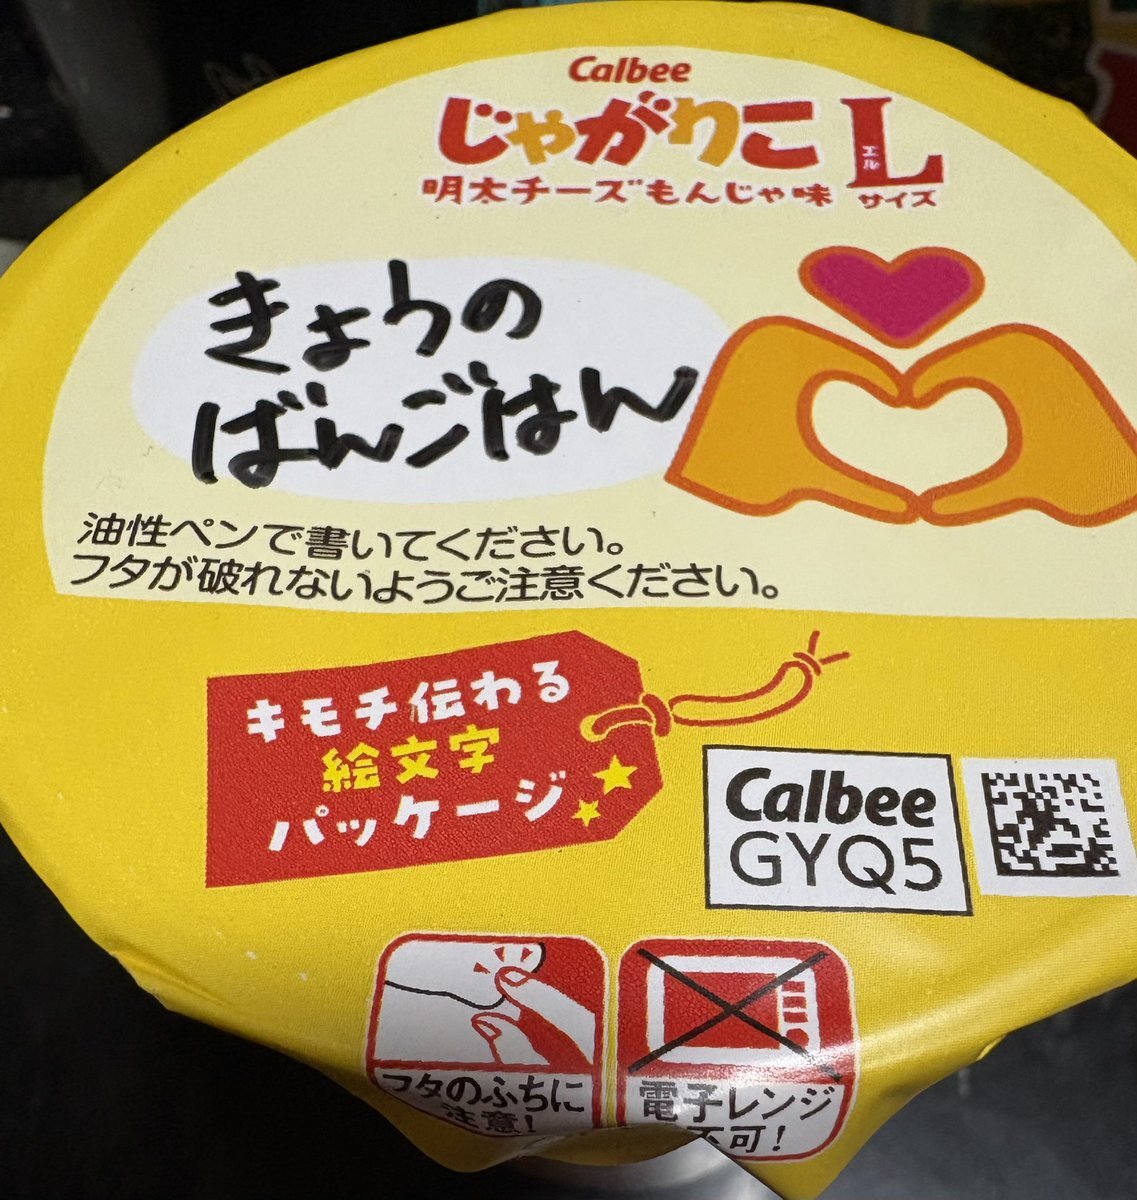 Calbee
じゃがりこ L エル
明太チーズもんじゃ味 サイズ
きょうの
ばんごはん
油性ペンで書いてください。
フタが破れないようご注意ください。
キモチ伝わる
絵文字
パッケージ
Calbee
GYQ5
フタのふちに
注意!
電子レンジ
不可!